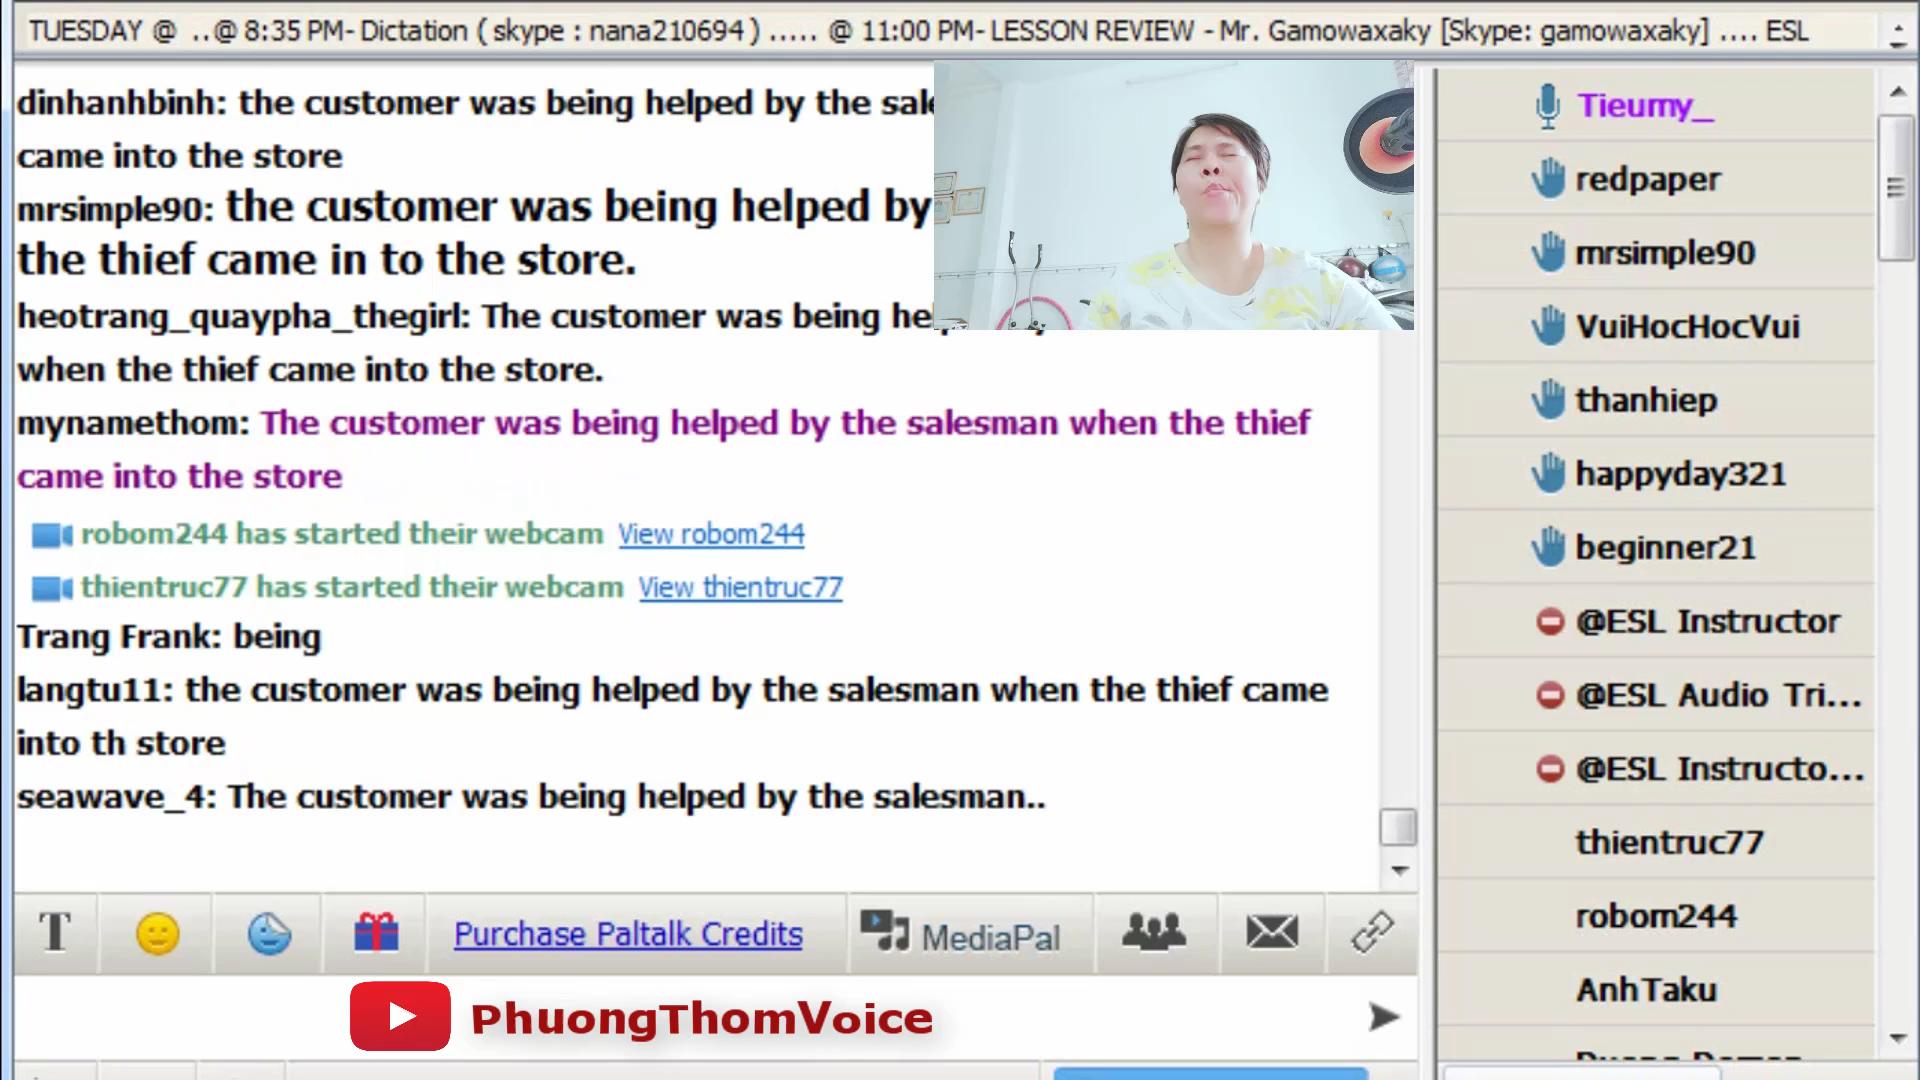 TUESDAY @ ..@ 8:35 PM- Dictation ( skype : nana210694 ) ..... @ 11:00 PM- LESSON REVIEW - Mr. Gamowaxaky [Skype: gamowaxaky] .... ESL
dinhanhbinh: the customer was being helped by the
came into the store
mrsimple90: the customer was being helped by
the thief came in to the store.
heotrang_quaypha_thegirl: The customer was being
when the thief came into the store.
mynamethom: The customer was being helped by the salesman when the thief
came into the store
robom244 has started their webcam View robom244
thientruc77 has started their webcam View thientruc77
Trang Frank: being
langtu11: the customer was being helped by the salesman when the thief came
into th store
seawave_4: The customer was being helped by the salesman..
T
Purchase Paltalk Credits
MediaPal
PhuongThomVoice
Tieumy_
redpaper
mrsimple90
VuiHocHocVui
thanhiep
happyday321
beginner21
@ESL Instructor
@ESL Audio Tri...
@ESL Instructo...
thientruc77
robom244
AnhTaku